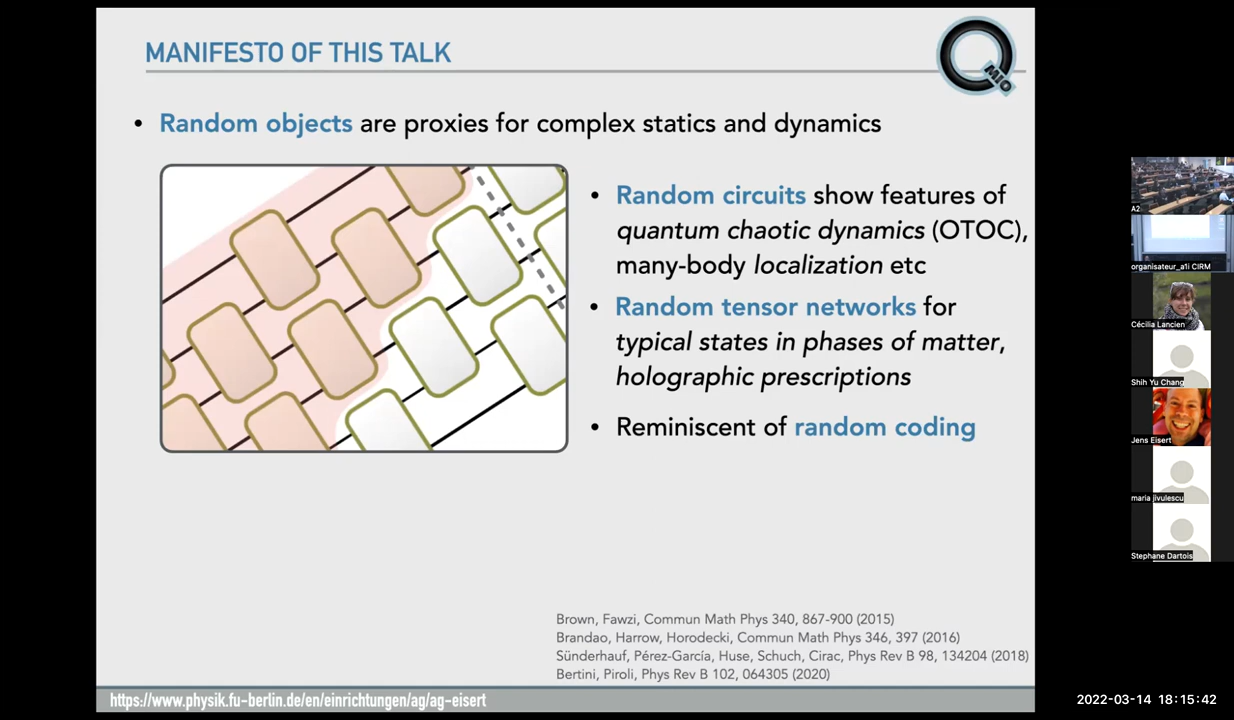 MANIFESTO OF THIS TALK
QMIO
• Random objects are proxies for complex statics and dynamics
• Random circuits show features of
quantum chaotic dynamics (OTOC),
many-body localization etc
• Random tensor networks for
typical states in phases of matter,
holographic prescriptions
• Reminiscent of random coding
Brown, Fawzi, Commun Math Phys 340, 867-900 (2015)
Brandao, Harrow, Horodecki, Commun Math Phys 346, 397 (2016)
Sünderhauf, Pérez-García, Huse, Schuch, Cirac, Phys Rev B 98, 134204 (2018)
Bertini, Piroli, Phys Rev B 102, 064305 (2020)
https://www.physik.fu-berlin.de/en/einrichtungen/ag/ag-eisert
A2
organisateur_a1i CIRM
Cécilia Lancien
Shih Yu Chang
Jens Eisert
maria jivulescu
Stephane Dartois
2022-03-14 18:15:42